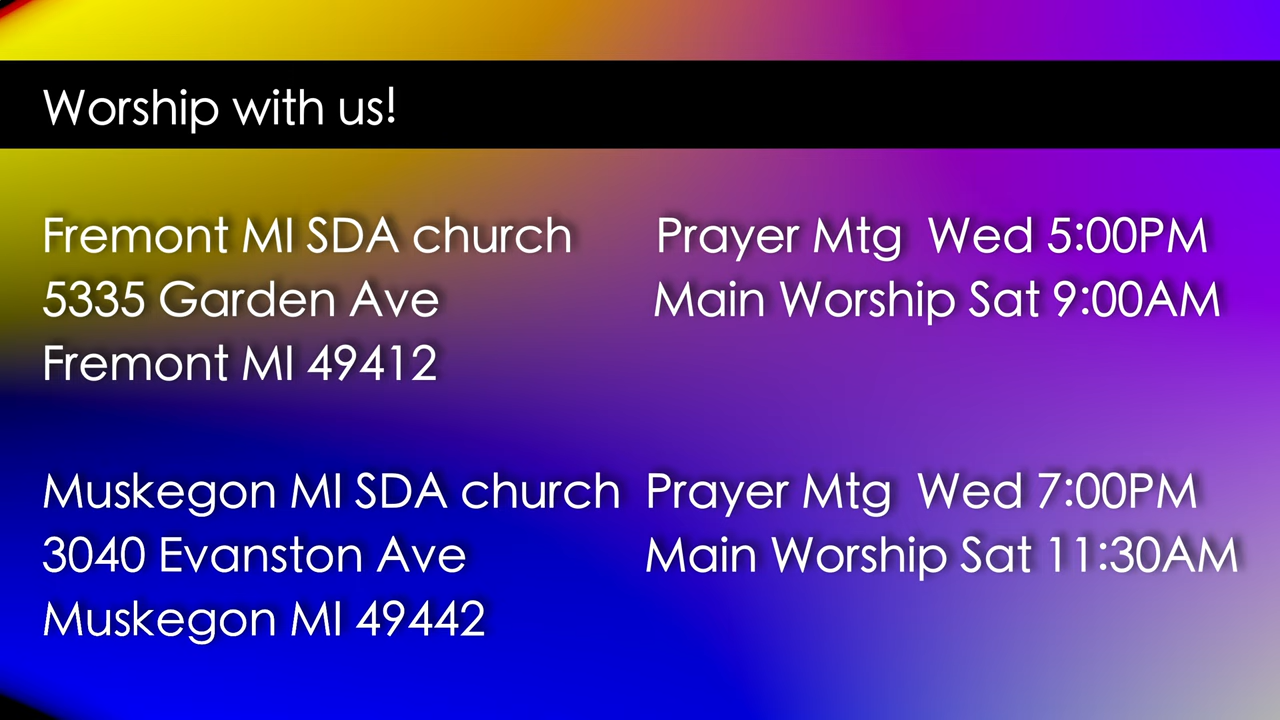 Worship with us!
Fremont MI SDA church Prayer Mtg Wed 5:00PM
5335 Garden Ave Main Worship Sat 9:00AM
Fremont MI 49412
Muskegon MI SDA church Prayer Mtg Wed 7:00PM
3040 Evanston Ave Main Worship Sat 11:30AM
Muskegon MI 49442